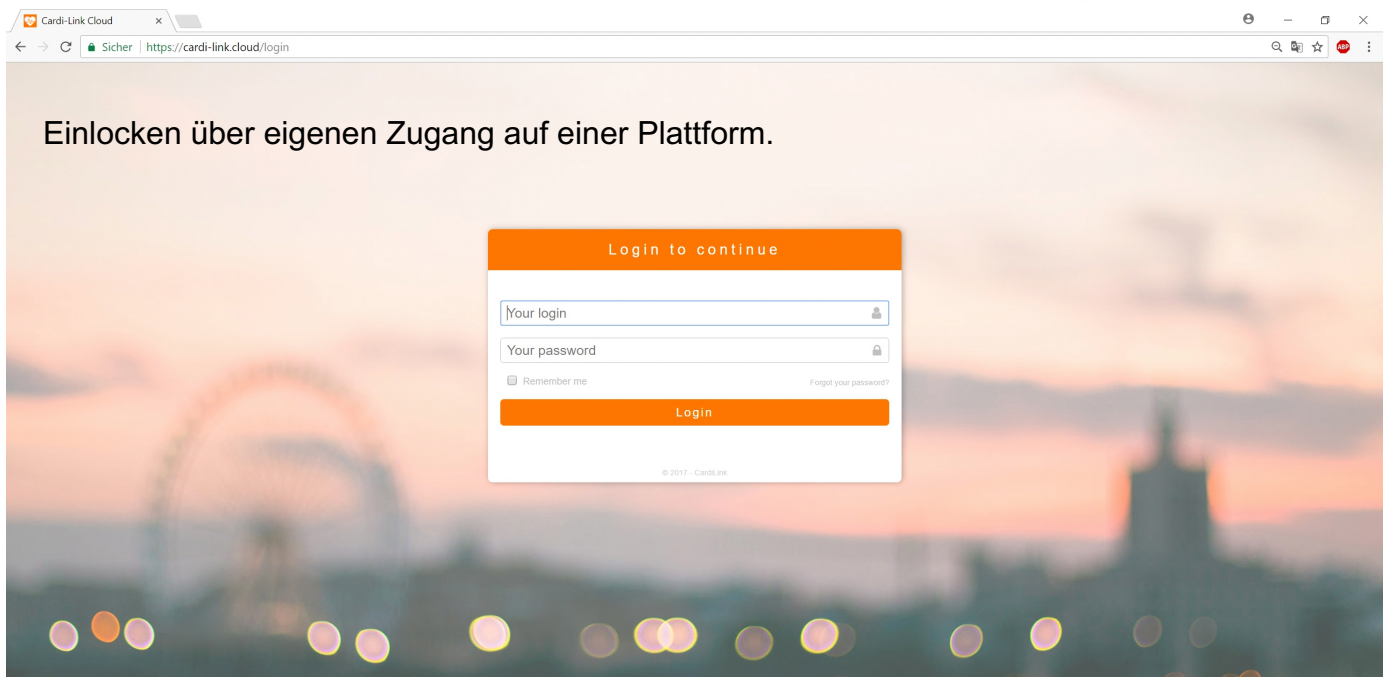 Cardi-Link Cloud
Sicher https://cardi-link.cloud/login
ABP
Einlocken über eigenen Zugang auf einer Plattform.
Login to continue
Your login
Your password
Remember me Forgot your password?
Login
© 2017 - CardiLink